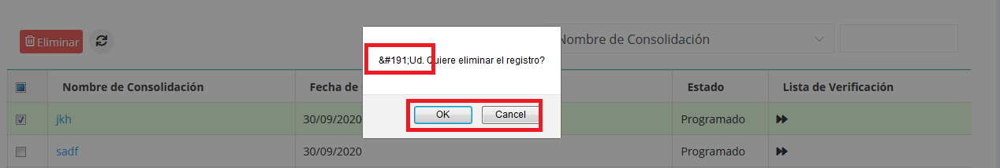 Eliminar
Nombre de Consolidación
&#191;Ud. Quiere eliminar el registro?
OK Cancel
Nombre de Consolidación Fecha de Estado Lista de Verificación
jkh 30/09/2020 Programado
sadf 30/09/2020 Programado